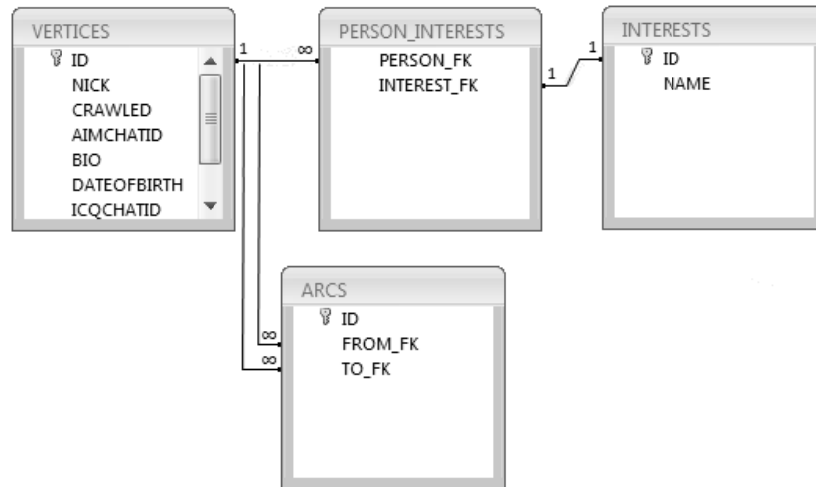 VERTICES
ID
NICK
CRAWLED
AIMCHATID
BIO
DATEOFBIRTH
ICQCHATID
1
∞
PERSON_INTERESTS
PERSON_FK
INTEREST_FK
1
1
INTERESTS
ID
NAME
ARCS
ID
∞ FROM_FK
∞ TO_FK